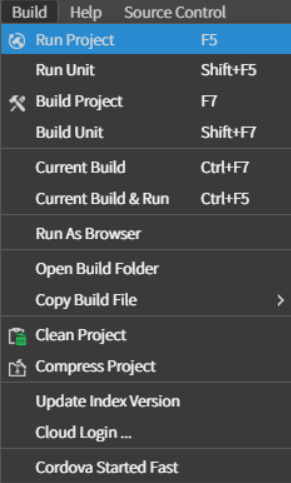 Build Help Source Control
Run Project F5
Run Unit Shift+F5
Build Project F7
Build Unit Shift+F7
Current Build Ctrl+F7
Current Build & Run Ctrl+F5
Run As Browser
Open Build Folder
Copy Build File
Clean Project
Compress Project
Update Index Version
Cloud Login ...
Cordova Started Fast